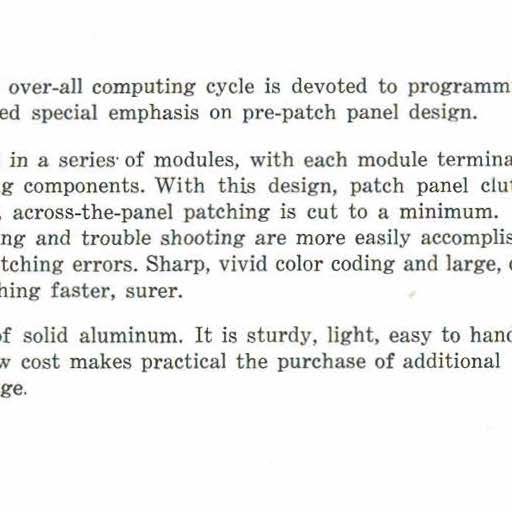 over-all computing cycle is devoted to programm
ed special emphasis on pre-patch panel design.
in a series of modules, with each module termina
g components. With this design, patch panel clut
, across-the-panel patching is cut to a minimum.
ng and trouble shooting are more easily accomplis
tching errors. Sharp, vivid color coding and large,
hing faster, surer.
of solid aluminum. It is sturdy, light, easy to hand
w cost makes practical the purchase of additional
ge.